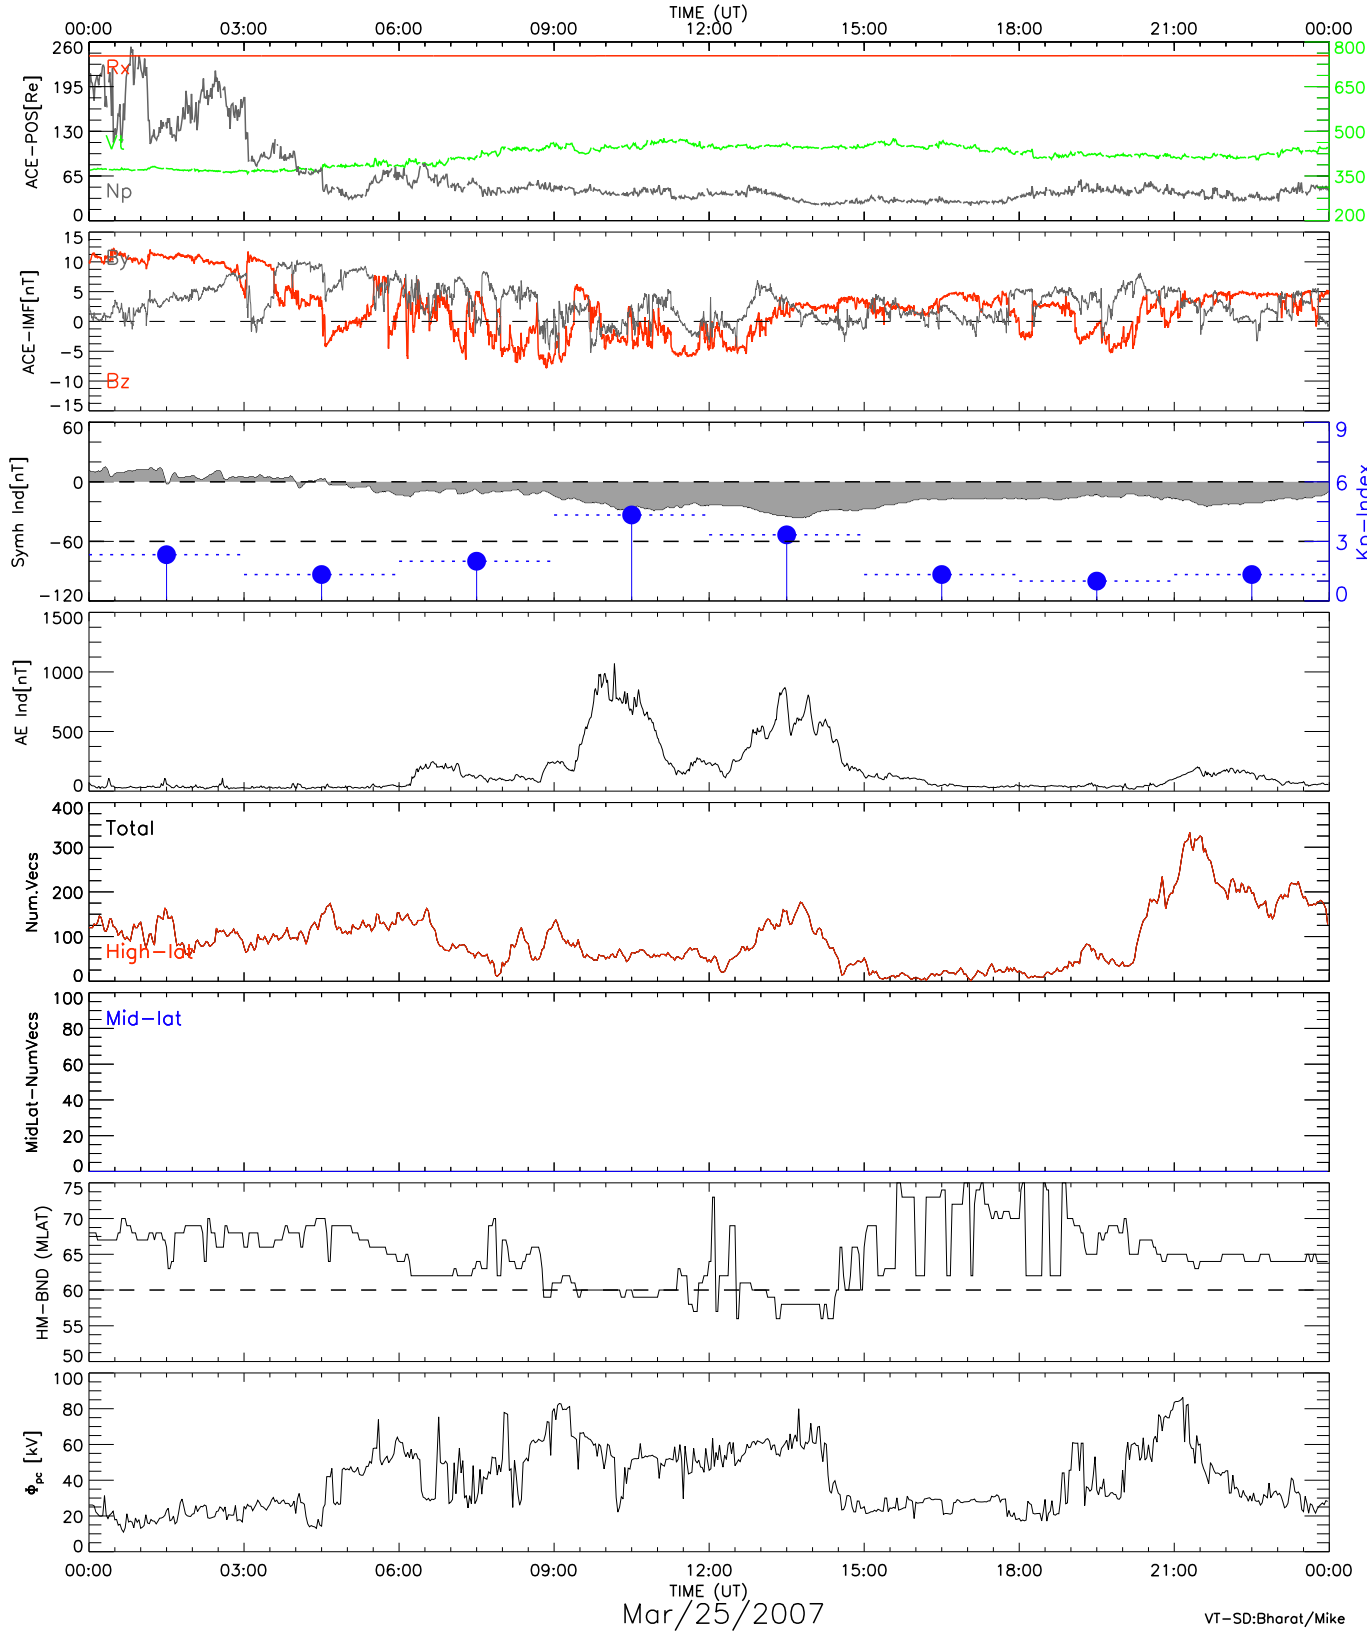 TIME (UT)
00:00 03:00 06:00 09:00 12:00 15:00 18:00 21:00 00:00
ACE-POS[Re]
260
195
130
65
0
Rx
Vt
Np
800
650
500
350
200
ACE-IMF[nT]
15
10
5
0
-5
-10
-15
By
Bz
Symh Ind[nT]
60
0
-60
-120
9
6
3
0
Kp-Index
AE Ind[nT]
1500
1000
500
0
Num.Vecs
400
300
200
100
0
Total
High-lat
MidLat-NumVecs
100
80
60
40
20
0
Mid-lat
HM-BND (MLAT)
75
70
65
60
55
50
Φpc [kV]
100
80
60
40
20
0
00:00 03:00 06:00 09:00 12:00 15:00 18:00 21:00 00:00
TIME (UT)
Mar/25/2007
VT-SD:Bharat/Mike